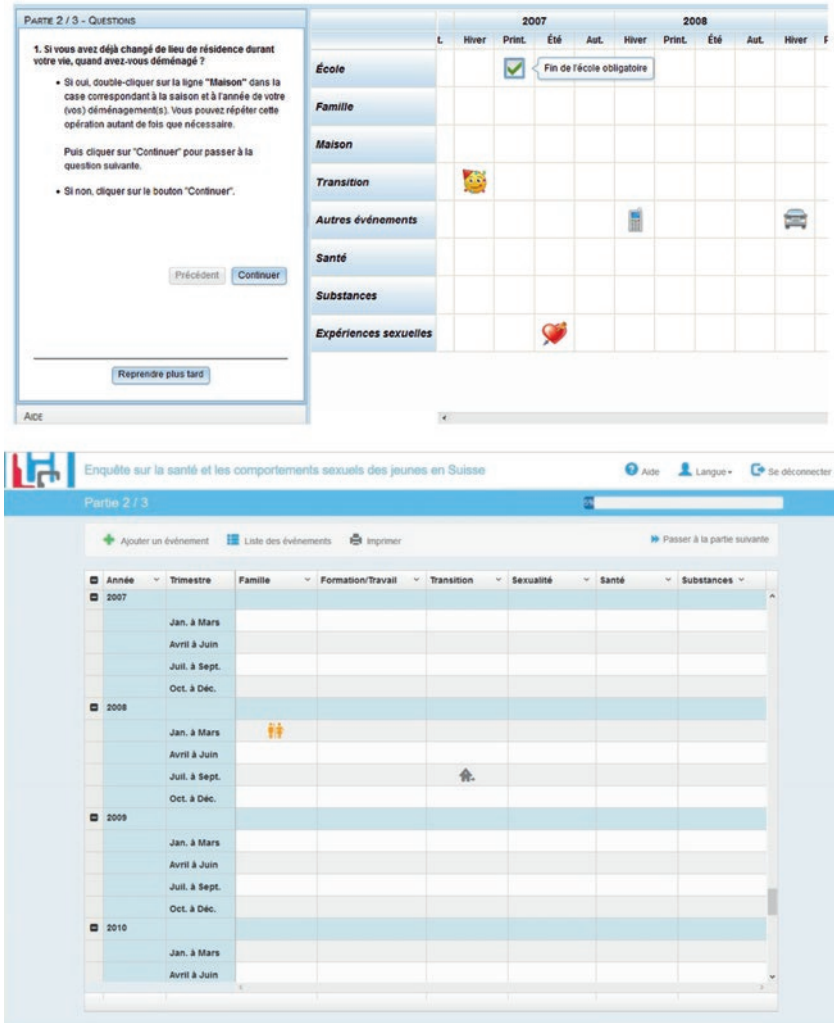 PARTIE 2 / 3 - QUESTIONS
1. Si vous avez déjà changé de lieu de résidence durant
votre vie, quand avez-vous déménagé ?
• Si oui, double-cliquer sur la ligne "Maison" dans la
case correspondant à la saison et à l'année de votre
(vos) déménagement(s). Vous pouvez répéter cette
opération autant de fois que nécessaire.
Puis cliquer sur "Continuer" pour passer à la
question suivante.
• Si non, cliquer sur le bouton "Continuer".
Précédent Continuer
Reprendre plus tard
AIDE
2007 2008
t. Hiver Print. Été Aut. Hiver Print. Été Aut. Hiver P
École
Fin de l'école obligatoire
Famille
Maison
Transition
Autres événements
Santé
Substances
Expériences sexuelles
Enquête sur la santé et les comportements sexuels des jeunes en Suisse
Aide Langue Se déconnecter
Partie 2 / 3
Ajouter un événement Liste des événements Imprimer Passer à la partie suivante
Année Trimestre Famille Formation/Travail Transition Sexualité Santé Substances
2007
Jan. à Mars
Avril à Juin
Juil. à Sept.
Oct. à Déc.
2008
Jan. à Mars
Avril à Juin
Juil. à Sept.
Oct. à Déc.
2009
Jan. à Mars
Avril à Juin
Juil. à Sept.
Oct. à Déc.
2010
Jan. à Mars
Avril à Juin